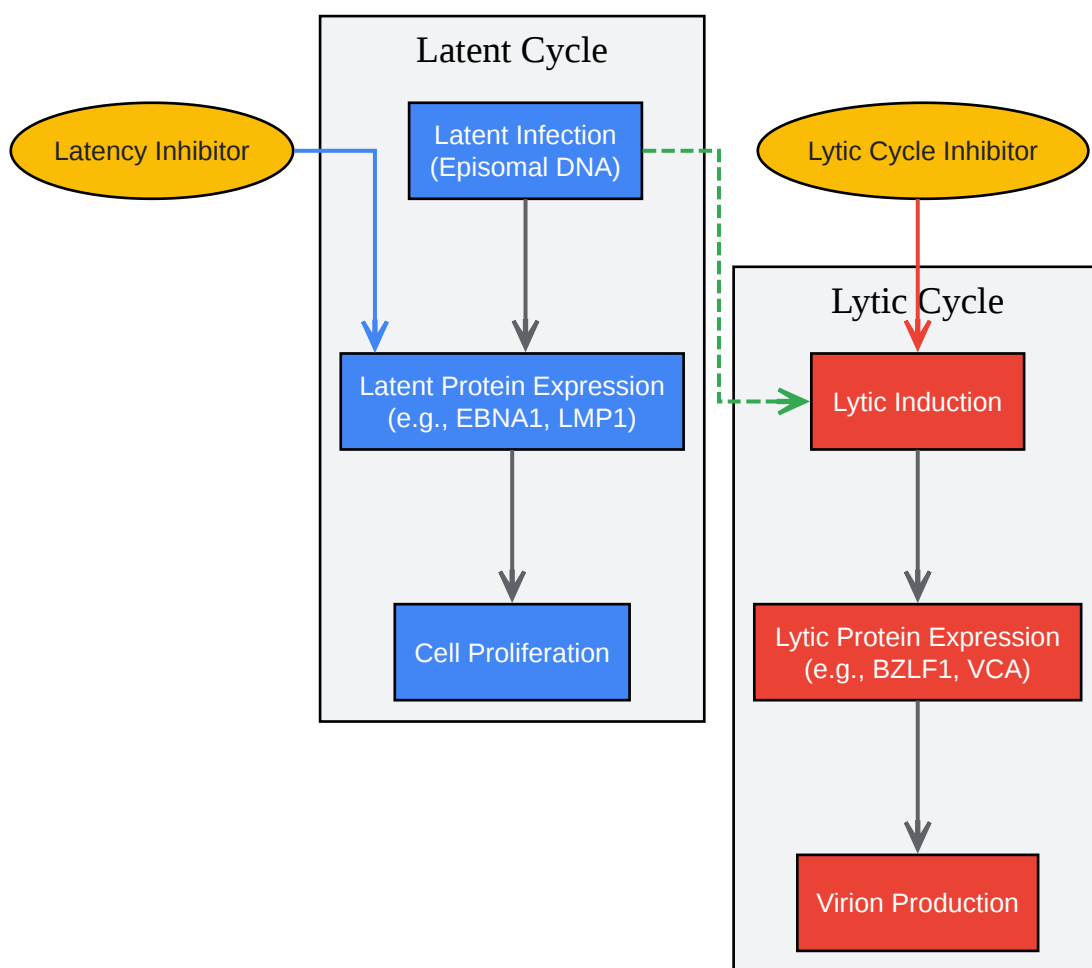 Latent Cycle
Latency Inhibitor
Latent Infection
(Episomal DNA)
Lytic Cycle Inhibitor
Lytic Cycle
Latent Protein Expression
(e.g., EBNA1, LMP1)
Lytic Induction
Cell Proliferation
Lytic Protein Expression
(e.g., BZLF1, VCA)
Virion Production